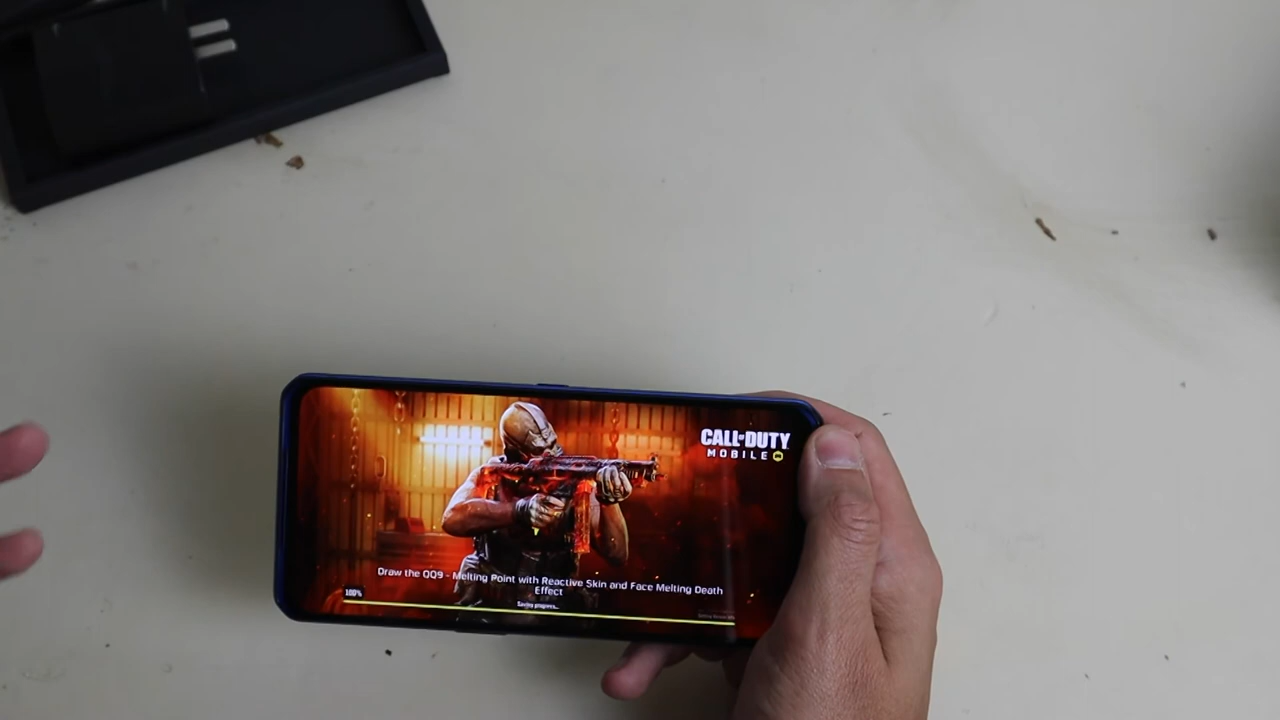 CALL OF DUTY
MOBILE
Draw the QQ9 - Melting Point with Reactive Skin and Face Melting Death
Effect
100%
Saving progress...